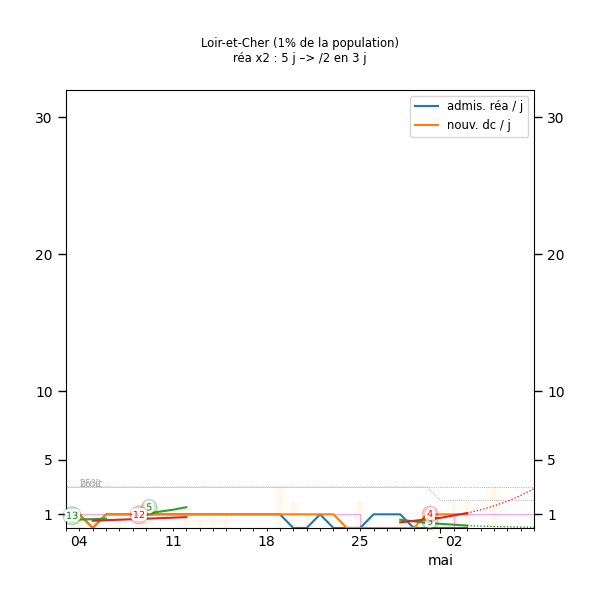 Loir-et-Cher (1% de la population)
réa x2 : 5 j –> /2 en 3 j
admis. réa / j
nouv. dc / j
30 30
20 20
10 10
5 5
1 1
13 12 5 4 3
04 11 18 25 02
mai